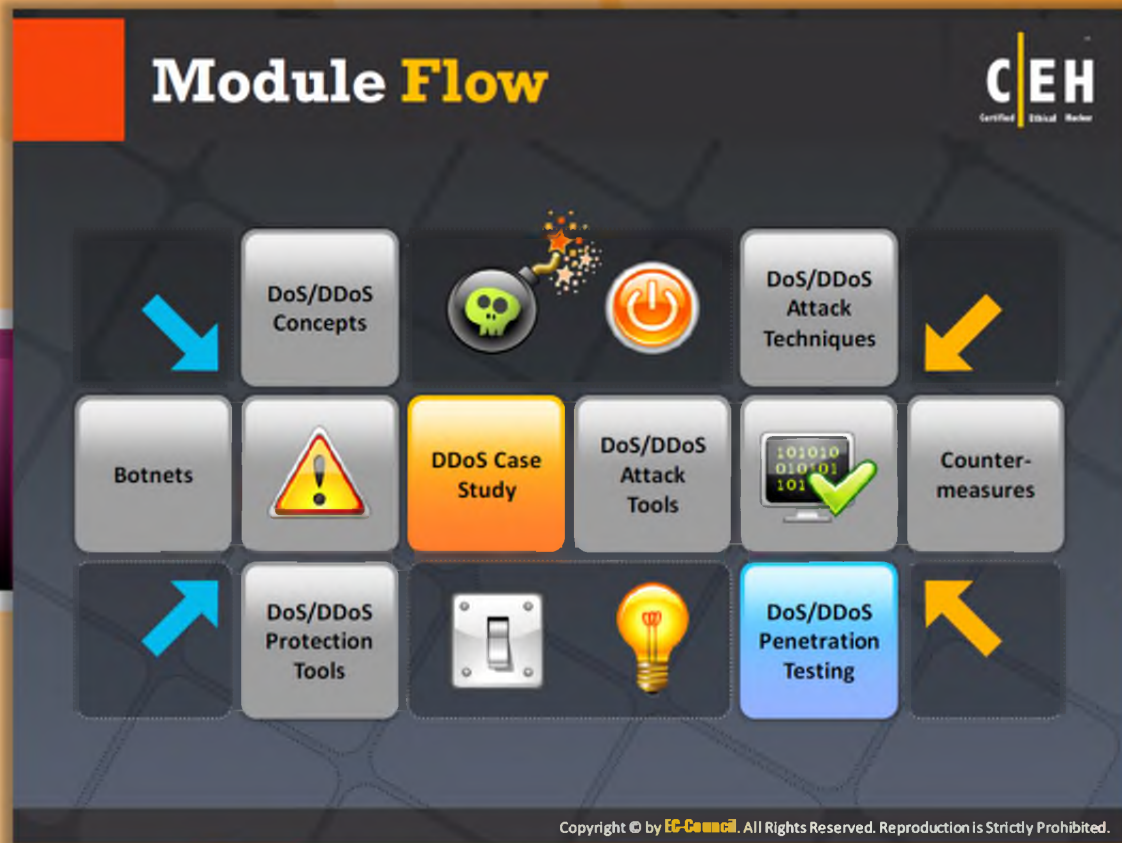 Module Flow
C|EH
Certified Ethical Hacker
DoS/DDoS
Concepts
DoS/DDoS
Attack
Techniques
Botnets
DDoS Case
Study
DoS/DDoS
Attack
Tools
101010
010101
101
Counter-
measures
DoS/DDoS
Protection
Tools
DoS/DDoS
Penetration
Testing
Copyright © by EC-Council. All Rights Reserved. Reproduction is Strictly Prohibited.